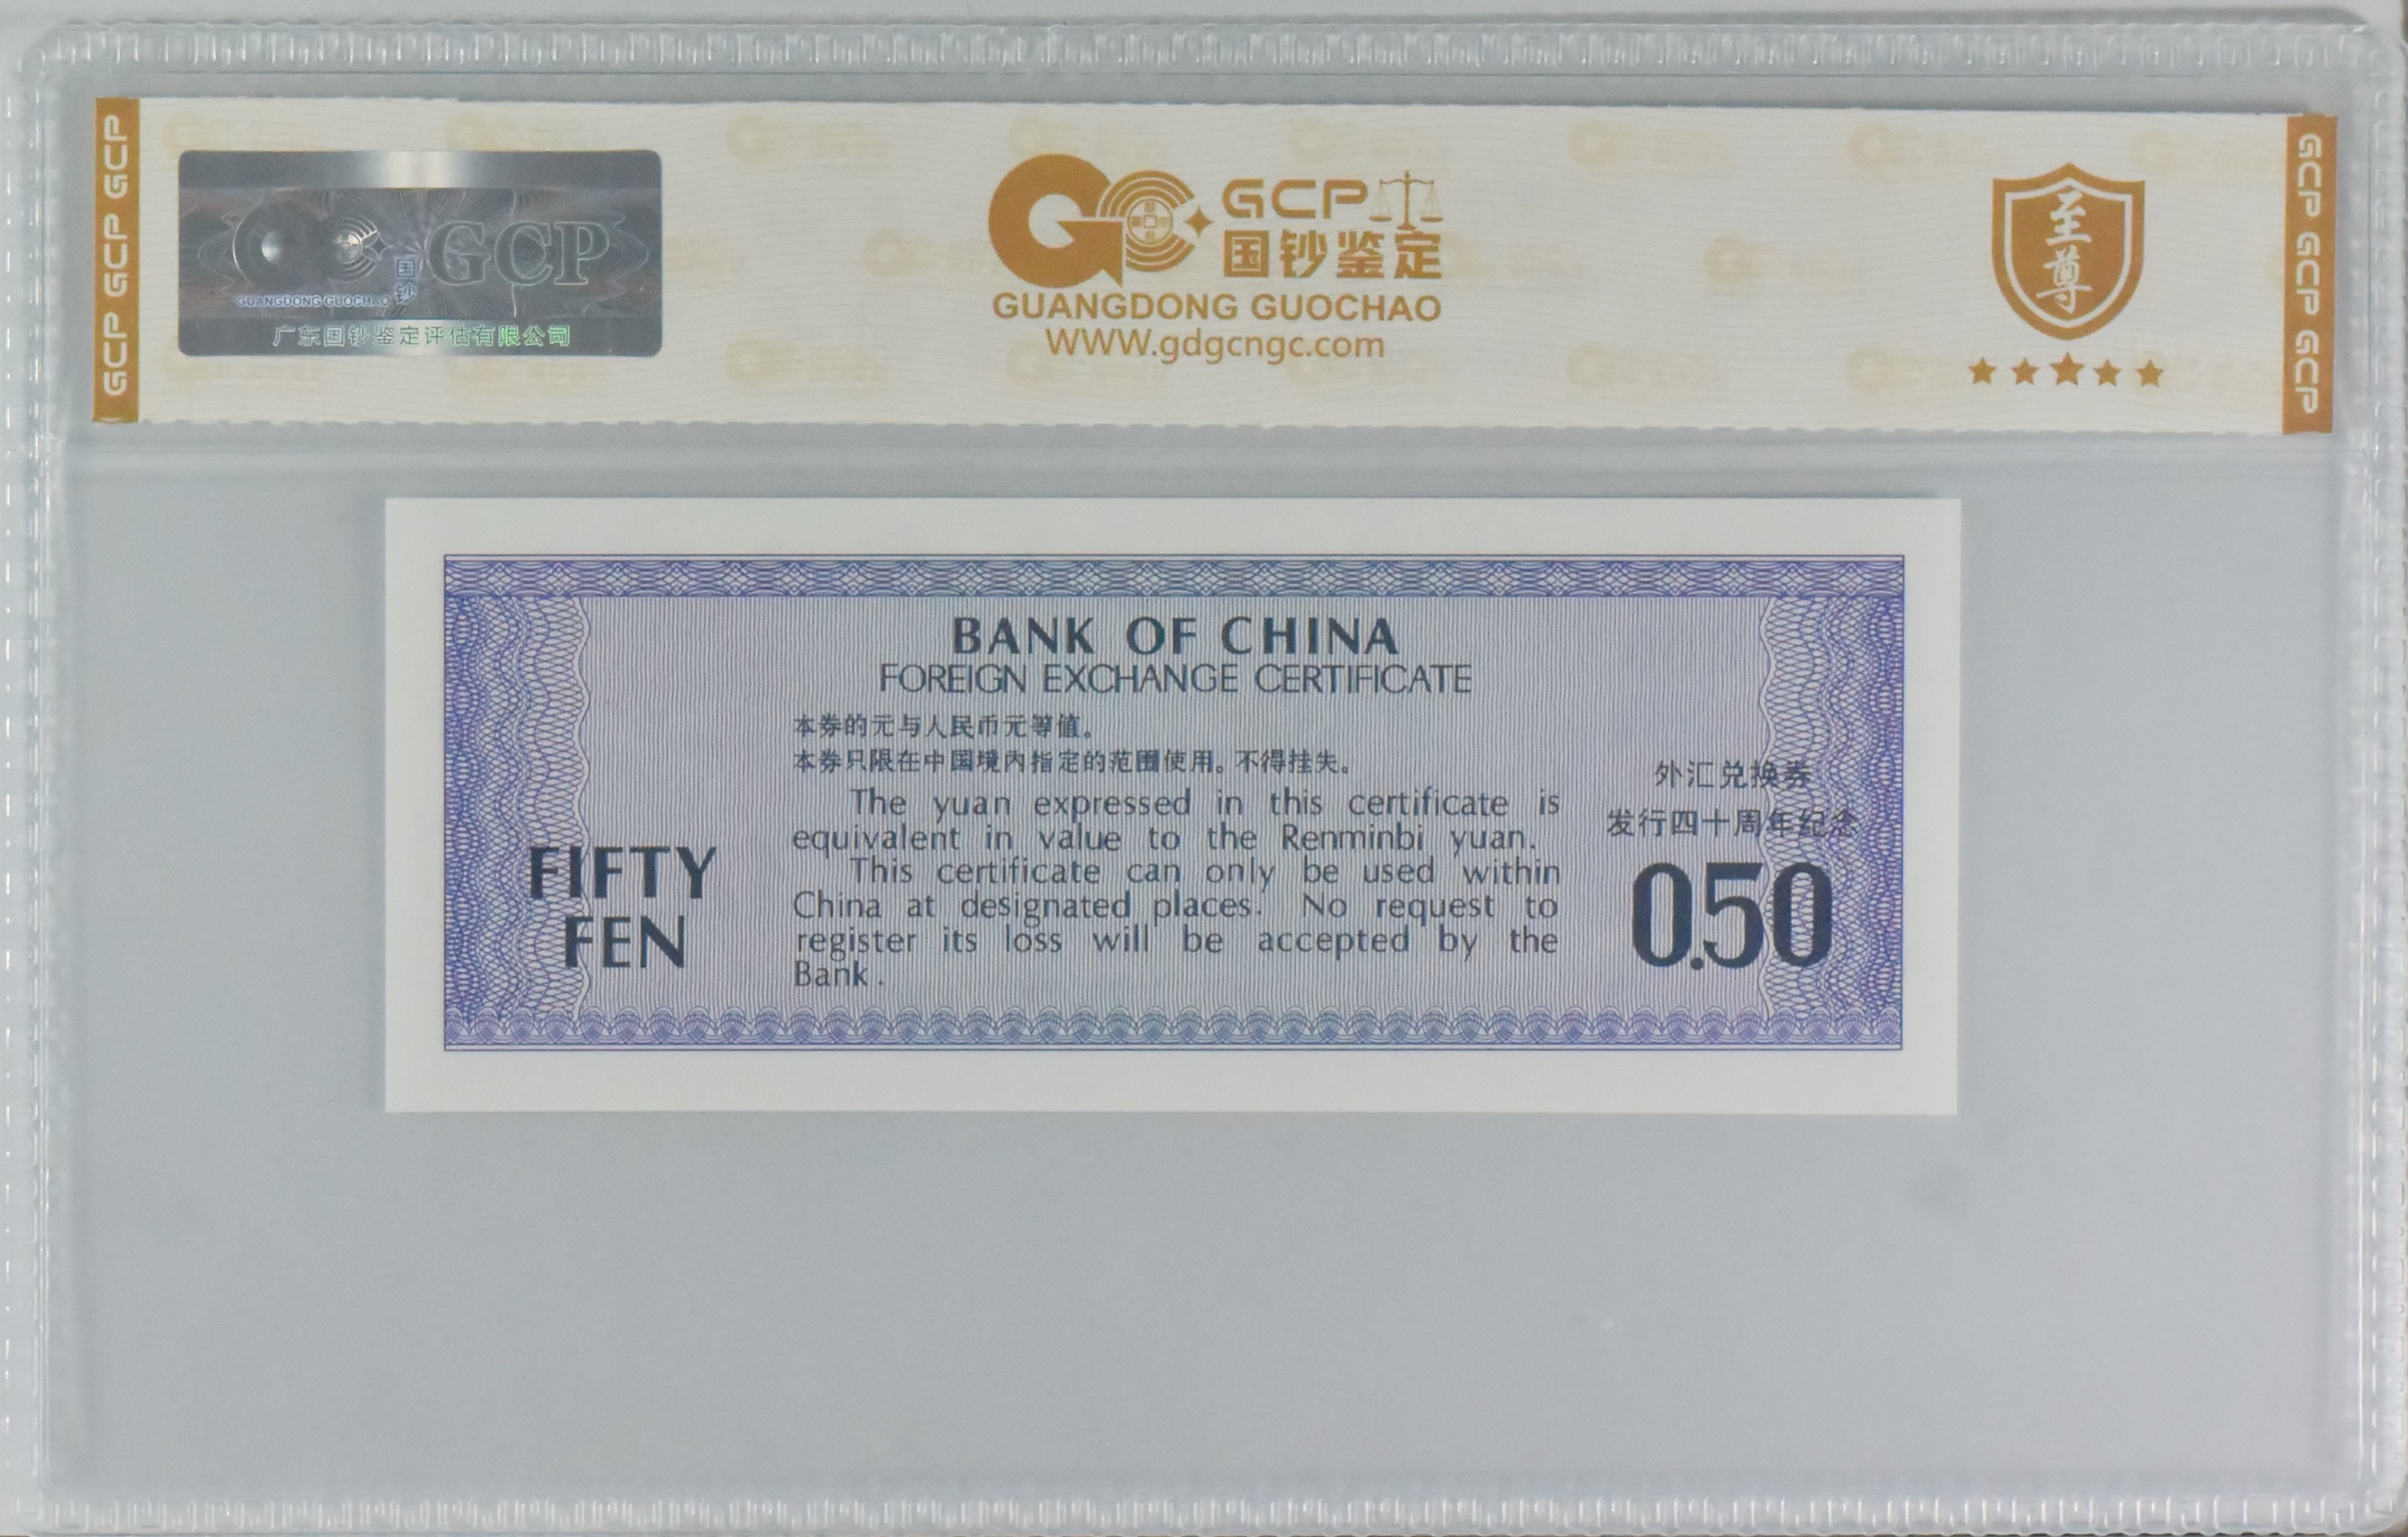 GCP GCP GCP
GCP
国钞
GUANGDONG GUOCHAO
广东国钞鉴定评估有限公司
GCP
国钞鉴定
GUANGDONG GUOCHAO
WWW.gdgcngc.com
至尊
GCP GCP GCP
BANK OF CHINA
FOREIGN EXCHANGE CERTIFICATE
本券的元与人民币元等值。
本券只限在中国境内指定的范围使用。不得挂失。
The yuan expressed in this certificate is
equivalent in value to the Renminbi yuan.
This certificate can only be used within
China at designated places. No request to
register its loss will be accepted by the
Bank.
FIFTY
FEN
外汇兑换券
发行四十周年纪念
0.50